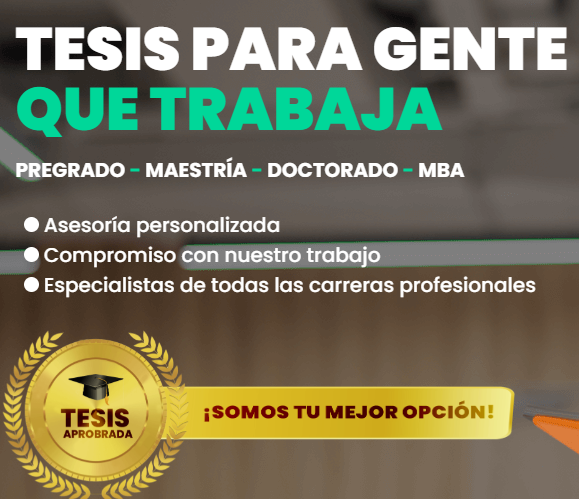 TESIS PARA GENTE
QUE TRABAJA
PREGRADO - MAESTRÍA - DOCTORADO - MBA
Asesoría personalizada
Compromiso con nuestro trabajo
Especialistas de todas las carreras profesionales
TESIS
APROBRADA
¡SOMOS TU MEJOR OPCIÓN!